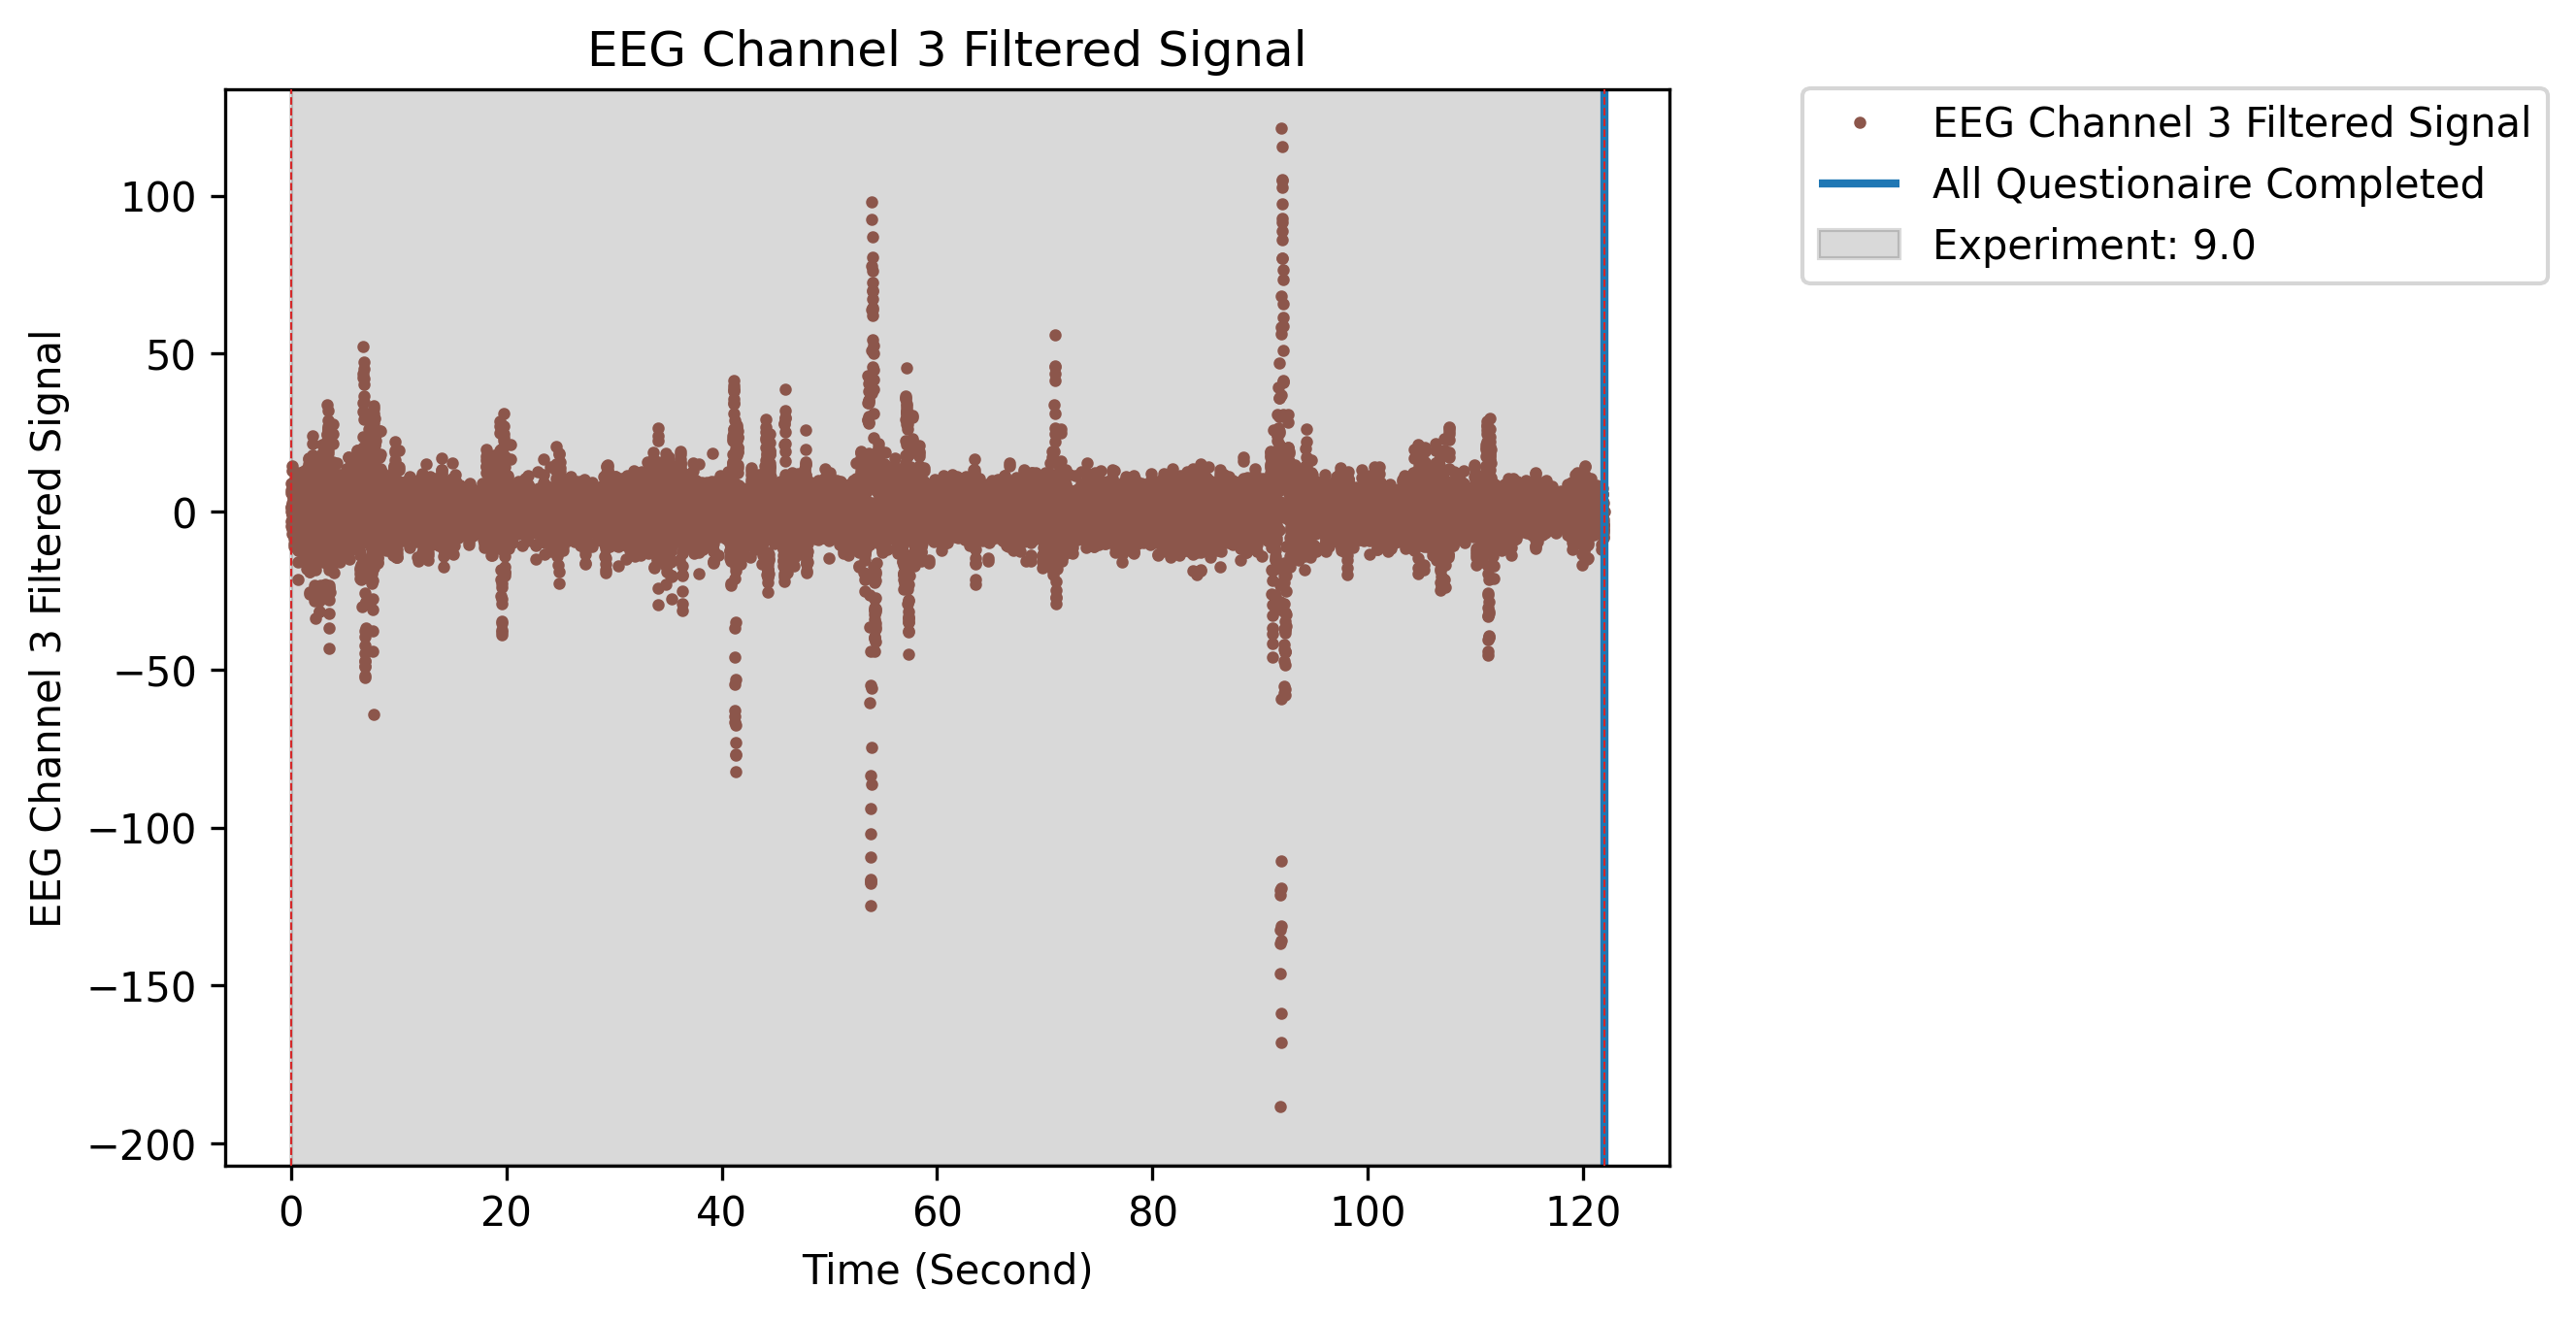 EEG Channel 3 Filtered Signal
EEG Channel 3 Filtered Signal
All Questionaire Completed
Experiment: 9.0
EEG Channel 3 Filtered Signal
100
50
0
−50
−100
−150
−200
0 20 40 60 80 100 120
Time (Second)